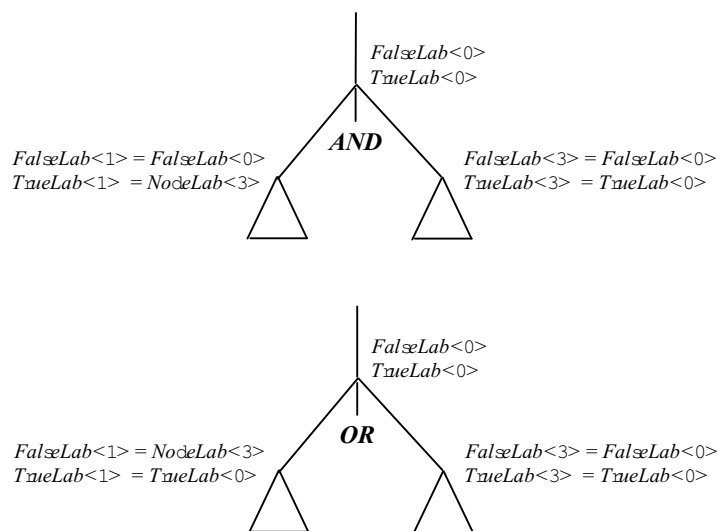 FalseLab<0>
TrueLab<0>
AND
FalseLab<1> = FalseLab<0>
TrueLab<1> = NodeLab<3>
FalseLab<3> = FalseLab<0>
TrueLab<3> = TrueLab<0>
FalseLab<0>
TrueLab<0>
OR
FalseLab<1> = NodeLab<3>
TrueLab<1> = TrueLab<0>
FalseLab<3> = FalseLab<0>
TrueLab<3> = TrueLab<0>